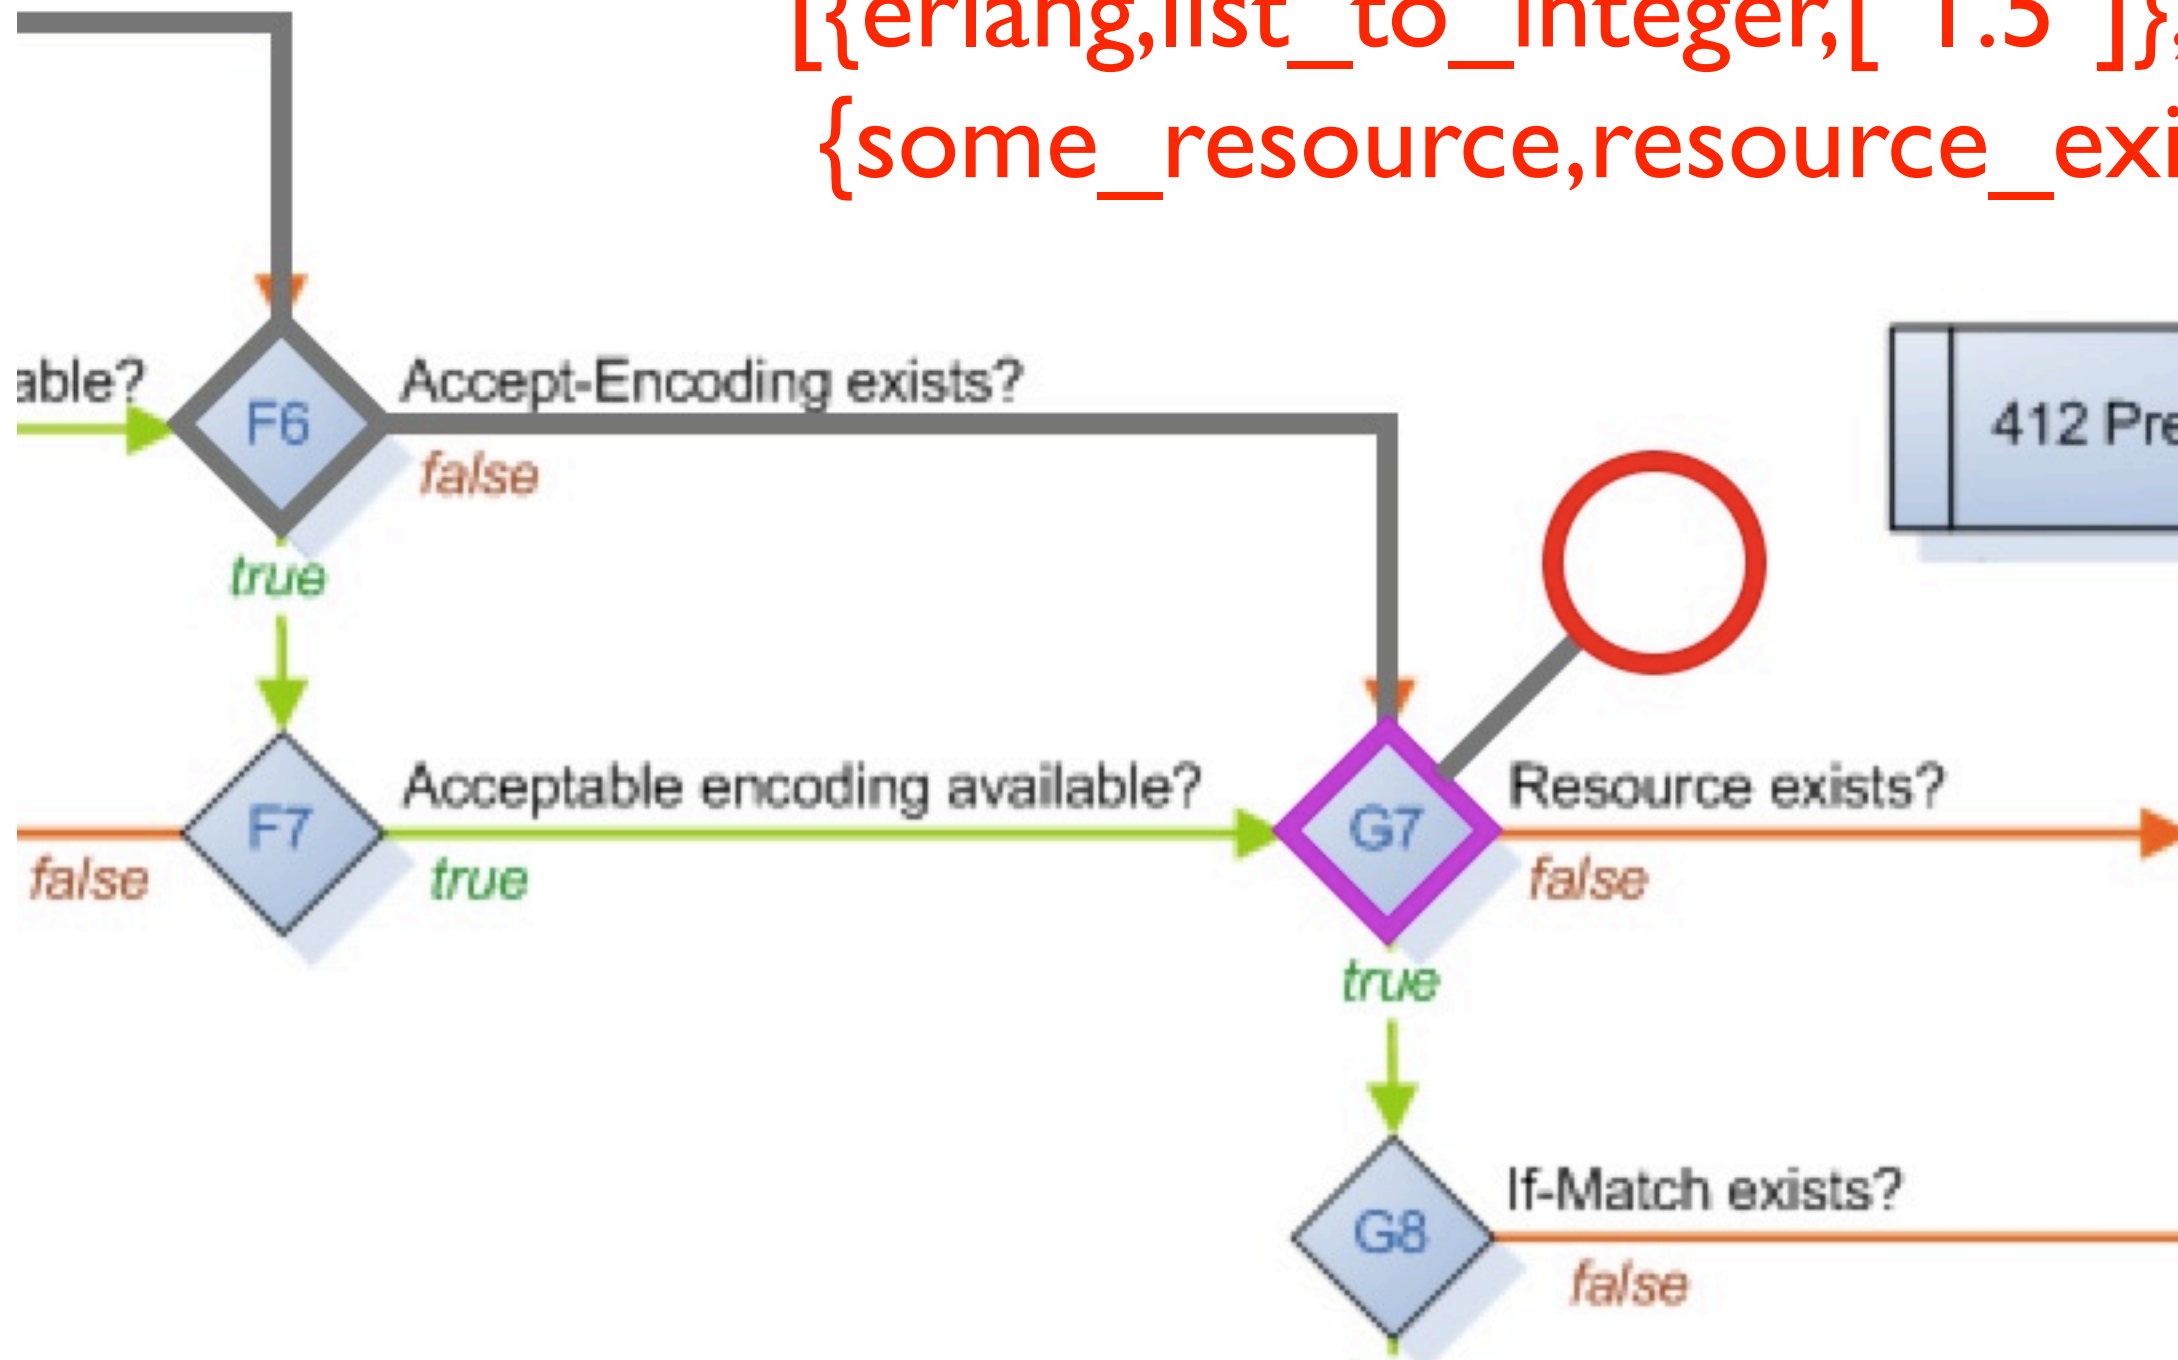 [{erlang,list_to_integer,["1.5"]},
{some_resource,resource_exi
able?
F6
Accept-Encoding exists?
412 Pre
false
true
F7
Acceptable encoding available?
G7
Resource exists?
false
true
false
true
G8
If-Match exists?
false